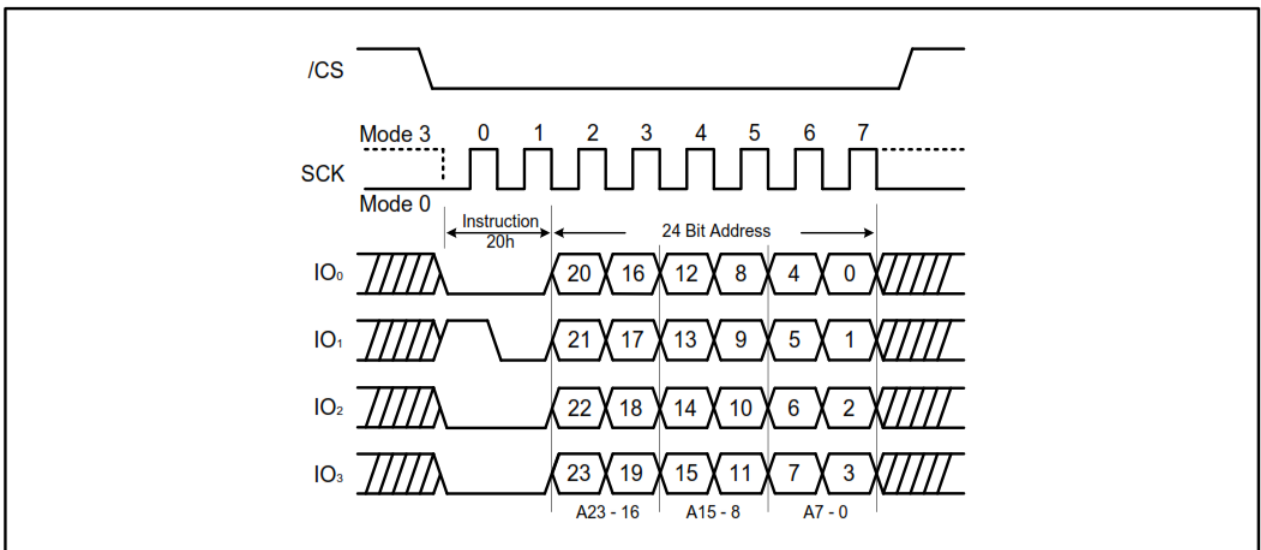 /CS
Mode 3 0 1 2 3 4 5 6 7
SCK
Mode 0
Instruction
20h
24 Bit Address
IO₀ 20 16 12 8 4 0
IO₁ 21 17 13 9 5 1
IO₂ 22 18 14 10 6 2
IO₃ 23 19 15 11 7 3
A23 - 16 A15 - 8 A7 - 0